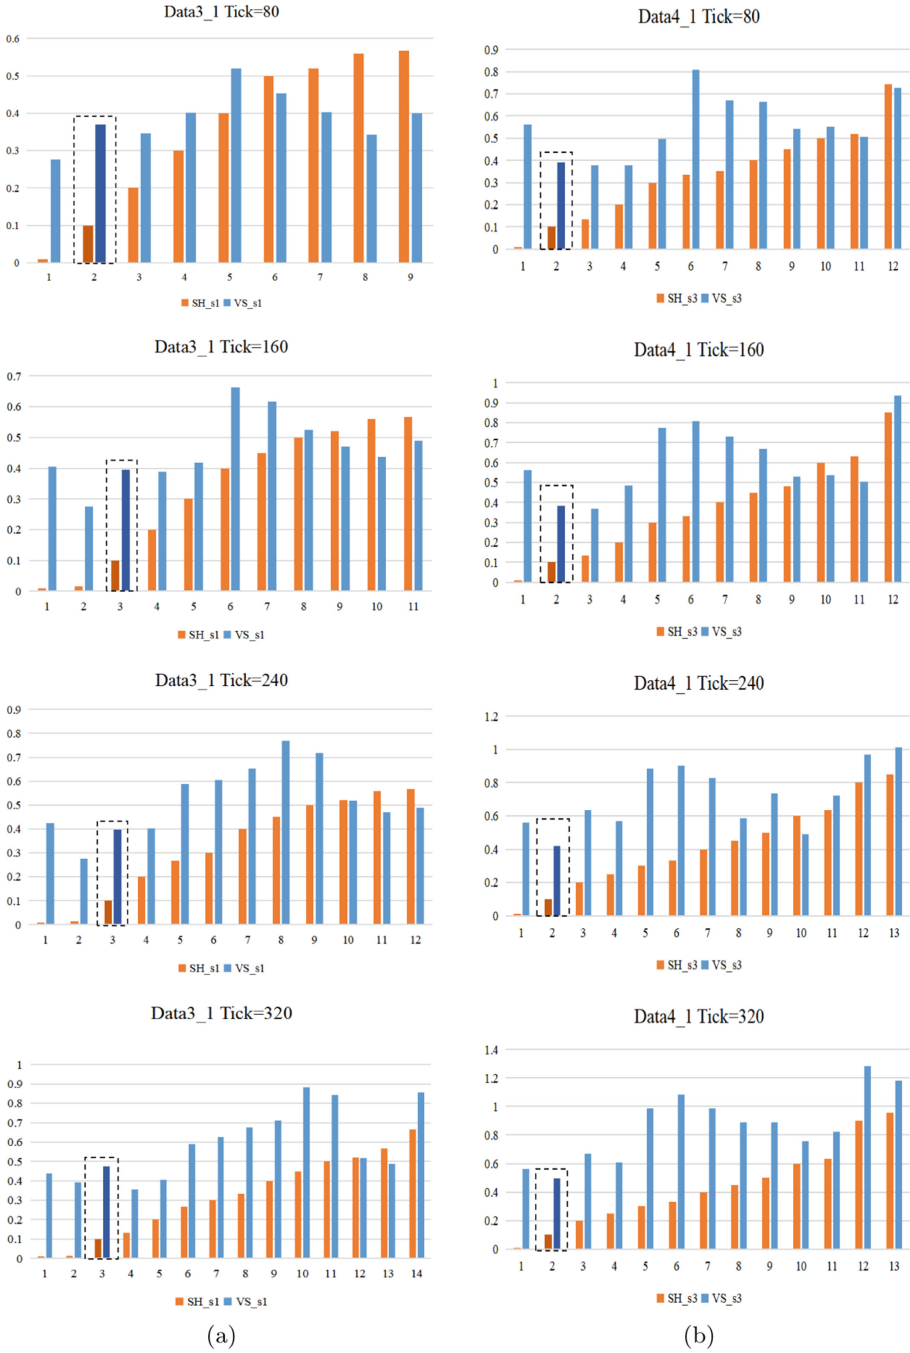 Data3_1 Tick=80
0.6
0.5
0.4
0.3
0.2
0.1
0
1 2 3 4 5 6 7 8 9
SH_s1 VS_s1
Data4_1 Tick=80
0.9
0.8
0.7
0.6
0.5
0.4
0.3
0.2
0.1
0
1 2 3 4 5 6 7 8 9 10 11 12
SH_s3 VS_s3
Data3_1 Tick=160
0.7
0.6
0.5
0.4
0.3
0.2
0.1
0
1 2 3 4 5 6 7 8 9 10 11
SH_s1 VS_s1
Data4_1 Tick=160
1
0.9
0.8
0.7
0.6
0.5
0.4
0.3
0.2
0.1
0
1 2 3 4 5 6 7 8 9 10 11 12
SH_s3 VS_s3
Data3_1 Tick=240
0.9
0.8
0.7
0.6
0.5
0.4
0.3
0.2
0.1
0
1 2 3 4 5 6 7 8 9 10 11 12
SH_s1 VS_s1
Data4_1 Tick=240
1.2
1
0.8
0.6
0.4
0.2
0
1 2 3 4 5 6 7 8 9 10 11 12 13
SH_s3 VS_s3
Data3_1 Tick=320
1
0.9
0.8
0.7
0.6
0.5
0.4
0.3
0.2
0.1
0
1 2 3 4 5 6 7 8 9 10 11 12 13 14
SH_s1 VS_s1
Data4_1 Tick=320
1.4
1.2
1
0.8
0.6
0.4
0.2
0
1 2 3 4 5 6 7 8 9 10 11 12 13
SH_s3 VS_s3
(a)
(b)